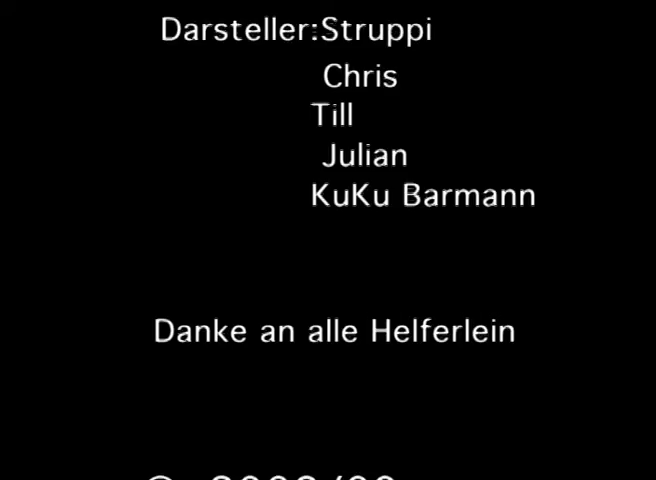 Darsteller:Struppi
Chris
Till
Julian
KuKu Barmann
Danke an alle Helferlein